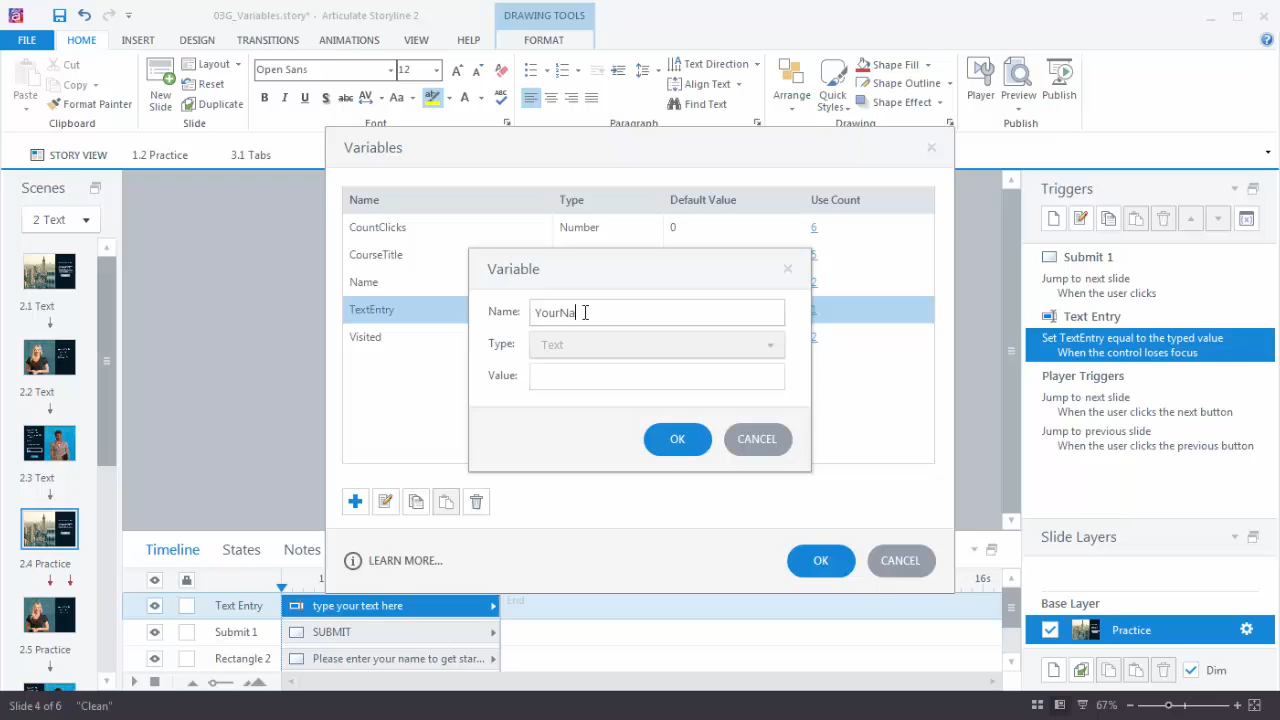 03G_Variables.story* - Articulate Storyline 2
DRAWING TOOLS
FILE
HOME
INSERT
DESIGN
TRANSITIONS
ANIMATIONS
VIEW
HELP
FORMAT
Paste
Cut
Copy
Format Painter
Clipboard
New Slide
Layout
Reset
Duplicate
Slide
Open Sans
12
B I U S abc AV Aa A ABC
Font
Text Direction
Align Text
Find Text
Paragraph
Arrange
Quick Styles
Shape Fill
Shape Outline
Shape Effect
Drawing
Player
Preview
Publish
Publish
STORY VIEW
1.2 Practice
3.1 Tabs
Scenes
2 Text
2.1 Text
2.2 Text
2.3 Text
2.4 Practice
2.5 Practice
Variables
Name Type Default Value Use Count
CountClicks Number 0 6
CourseTitle 5
Name 2
TextEntry 1
Visited 2
Variable
Name: YourNa
Type: Text
Value:
OK CANCEL
LEARN MORE...
OK CANCEL
Triggers
Submit 1
Jump to next slide
When the user clicks
Text Entry
Set TextEntry equal to the typed value
When the control loses focus
Player Triggers
Jump to next slide
When the user clicks the next button
Jump to previous slide
When the user clicks the previous button
Slide Layers
Base Layer
Practice
Dim
Timeline States Notes
16s
Text Entry type your text here End
Submit 1 SUBMIT
Rectangle 2 Please enter your name to get star...
Slide 4 of 6 "Clean"
67%